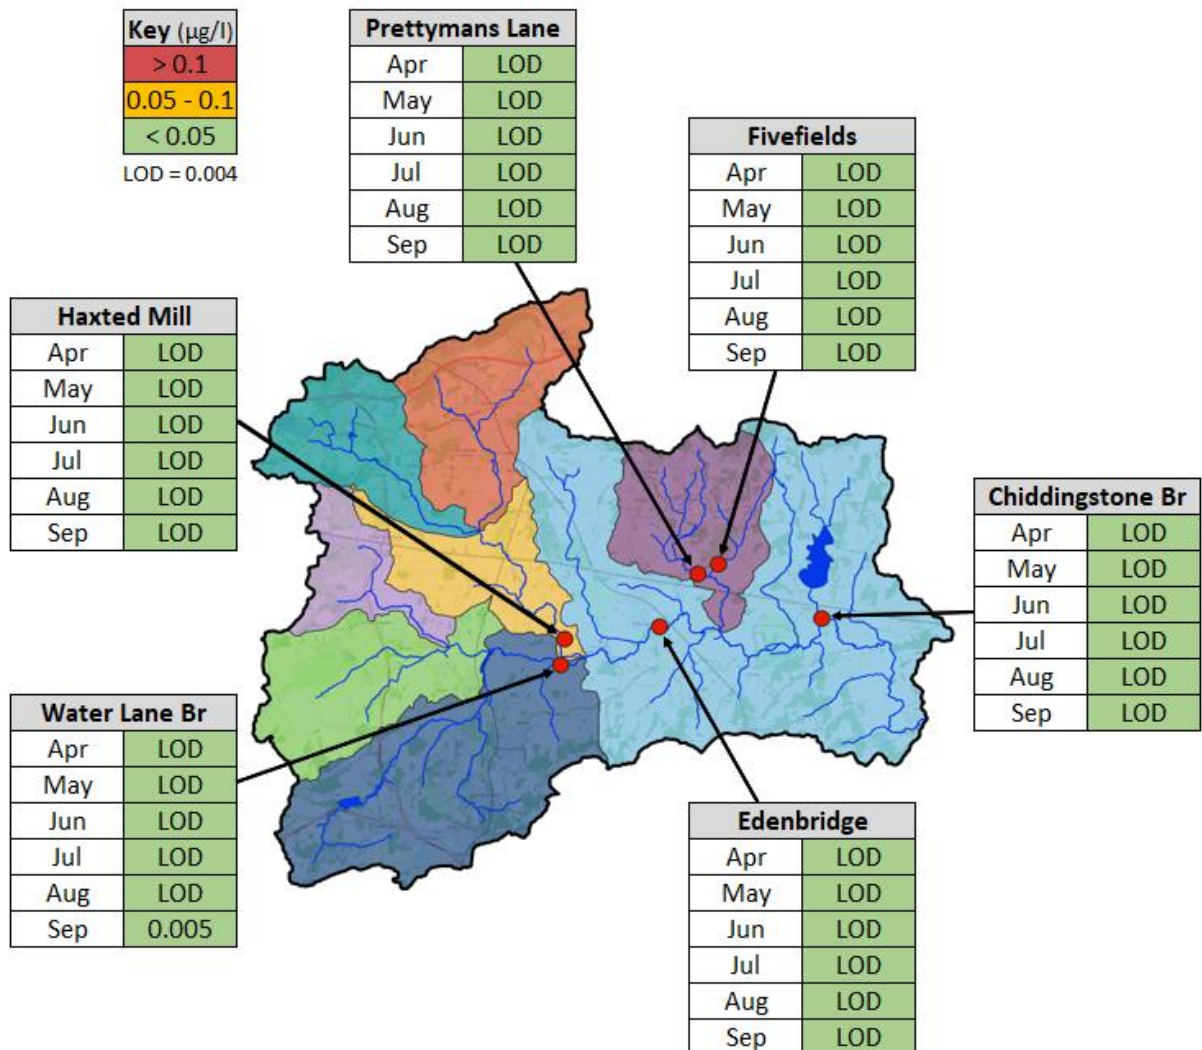 Key (µg/l)
> 0.1
0.05 - 0.1
< 0.05
LOD = 0.004
Prettymans Lane
Apr LOD
May LOD
Jun LOD
Jul LOD
Aug LOD
Sep LOD
Fivefields
Apr LOD
May LOD
Jun LOD
Jul LOD
Aug LOD
Sep LOD
Haxted Mill
Apr LOD
May LOD
Jun LOD
Jul LOD
Aug LOD
Sep LOD
Chiddingstone Br
Apr LOD
May LOD
Jun LOD
Jul LOD
Aug LOD
Sep LOD
Water Lane Br
Apr LOD
May LOD
Jun LOD
Jul LOD
Aug LOD
Sep 0.005
Edenbridge
Apr LOD
May LOD
Jun LOD
Jul LOD
Aug LOD
Sep LOD